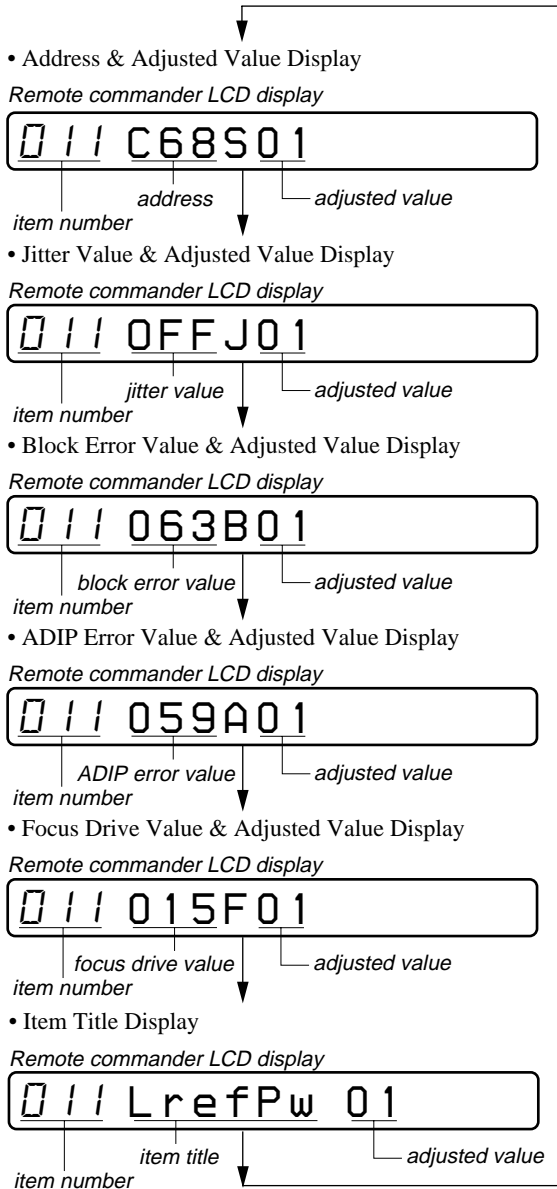 • Address & Adjusted Value Display
Remote commander LCD display
011 C68S01
address adjusted value
item number
• Jitter Value & Adjusted Value Display
Remote commander LCD display
011 OFFJ01
jitter value adjusted value
item number
• Block Error Value & Adjusted Value Display
Remote commander LCD display
011 063B01
block error value adjusted value
item number
• ADIP Error Value & Adjusted Value Display
Remote commander LCD display
011 059A01
ADIP error value adjusted value
item number
• Focus Drive Value & Adjusted Value Display
Remote commander LCD display
011 015F01
focus drive value adjusted value
item number
• Item Title Display
Remote commander LCD display
011 LrefPw 01
item title adjusted value
item number